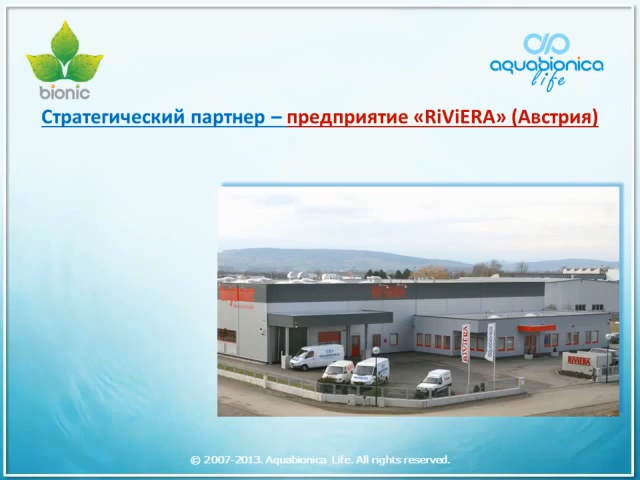 bionic
aquabionica
life
Стратегический партнер – предприятие «RiViERA» (Австрия)
RiViERA
RiViERA
© 2007-2013. Aquabionica Life. All rights reserved.